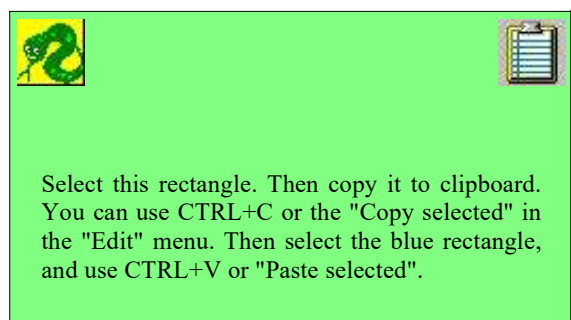 Select this rectangle. Then copy it to clipboard.
You can use CTRL+C or the "Copy selected" in
the "Edit" menu. Then select the blue rectangle,
and use CTRL+V or "Paste selected".